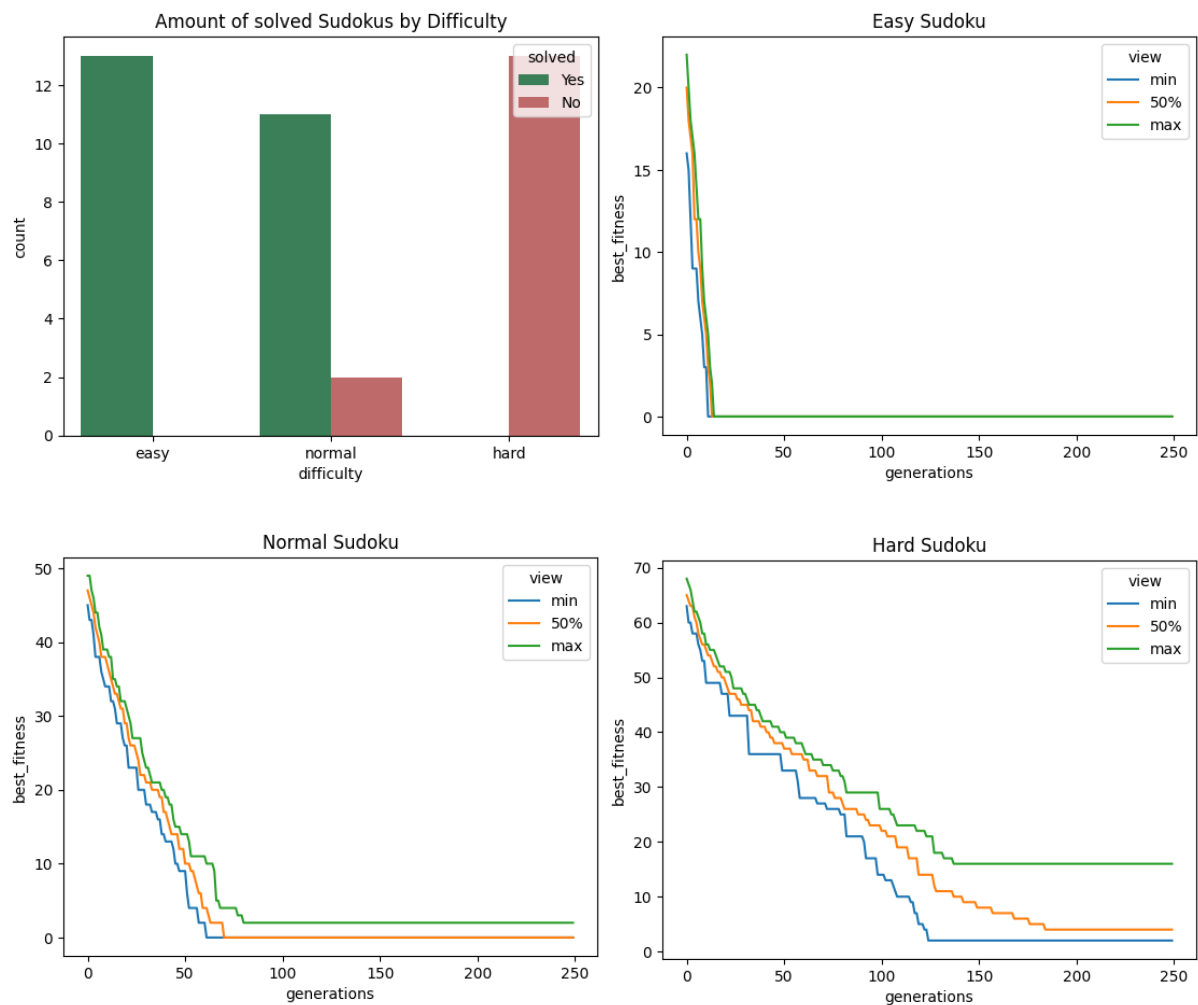 Amount of solved Sudokus by Difficulty
solved
Yes
No
12
10
8
6
4
2
0
count
easy
normal
hard
difficulty
Easy Sudoku
view
min
50%
max
20
15
10
5
0
best_fitness
0
50
100
150
200
250
generations
Normal Sudoku
view
min
50%
max
50
40
30
20
10
0
best_fitness
0
50
100
150
200
250
generations
Hard Sudoku
view
min
50%
max
70
60
50
40
30
20
10
0
best_fitness
0
50
100
150
200
250
generations